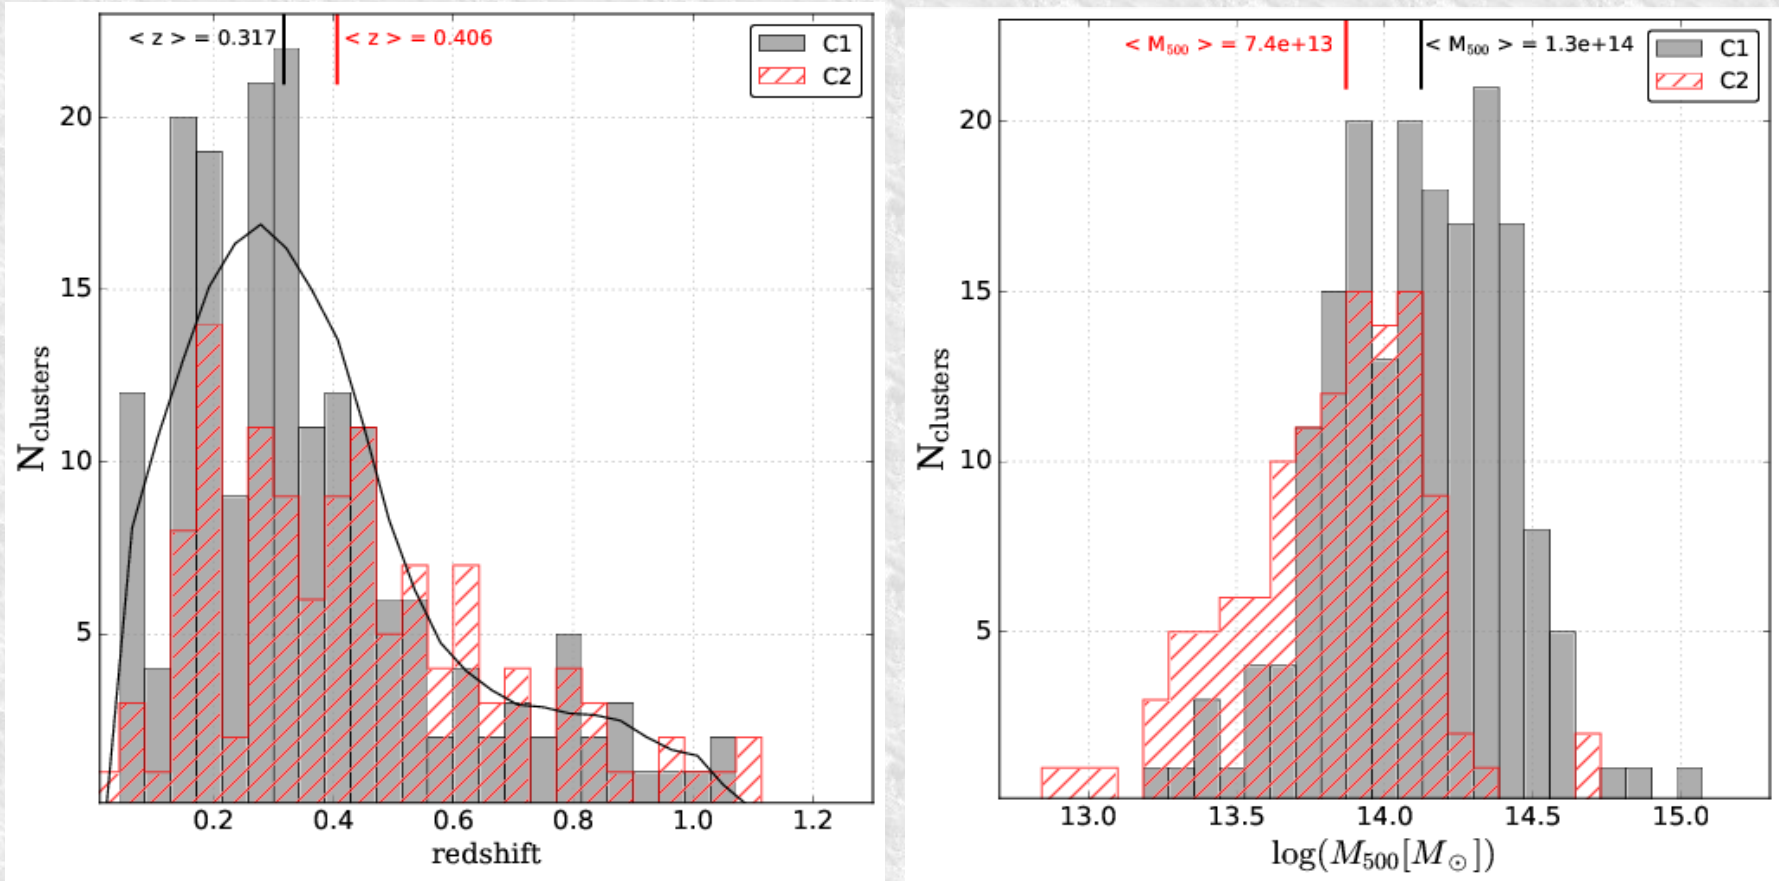 < z > = 0.317
< z > = 0.406
C1
C2
20
15
10
5
N_clusters
0.2 0.4 0.6 0.8 1.0 1.2
redshift
< M₅₀₀ > = 7.4e+13
< M₅₀₀ > = 1.3e+14
C1
C2
20
15
10
5
N_clusters
13.0 13.5 14.0 14.5 15.0
log(M₅₀₀[M_⊙])